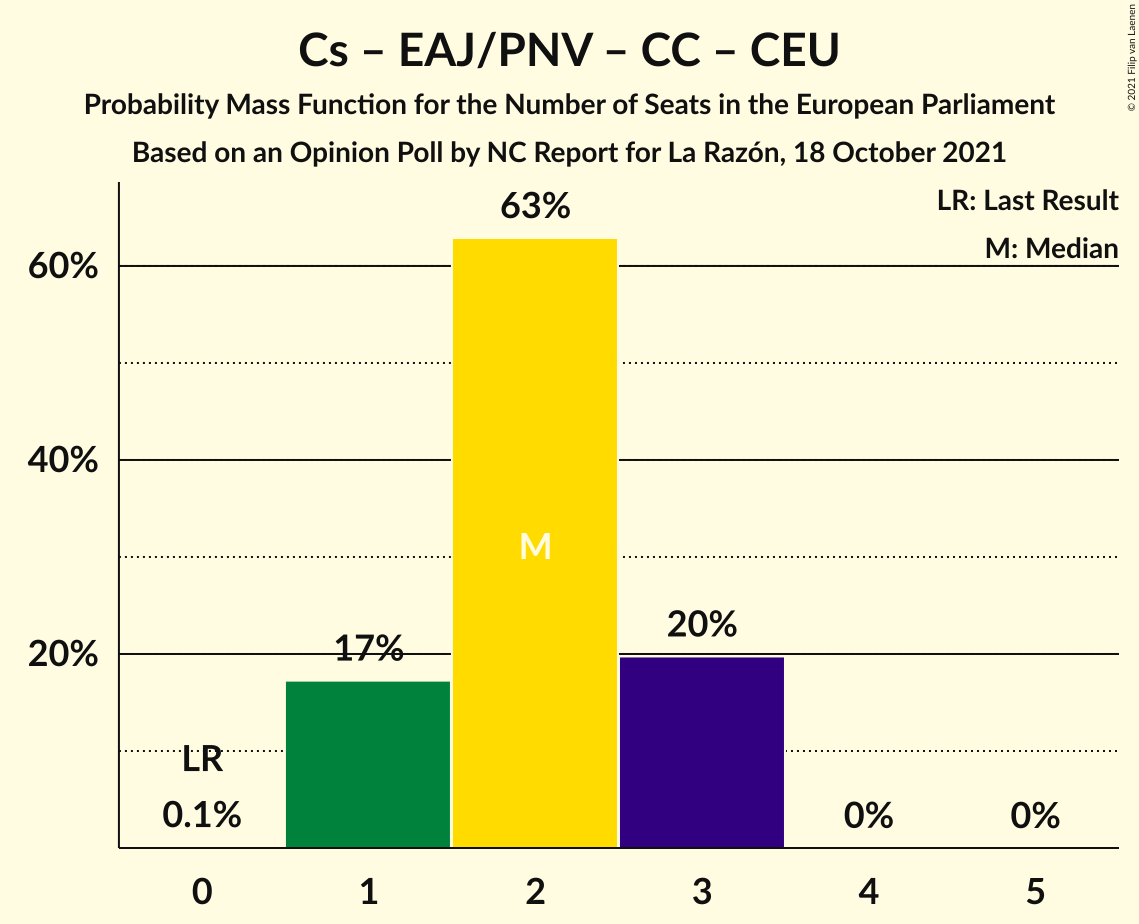 Cs – EAJ/PNV – CC – CEU
Probability Mass Function for the Number of Seats in the European Parliament
Based on an Opinion Poll by NC Report for La Razón, 18 October 2021
© 2021 Filip van Laenen
LR: Last Result
M: Median
63%
60%
40%
M
20%
17%
20%
LR
0.1%
0%
0%
0 1 2 3 4 5